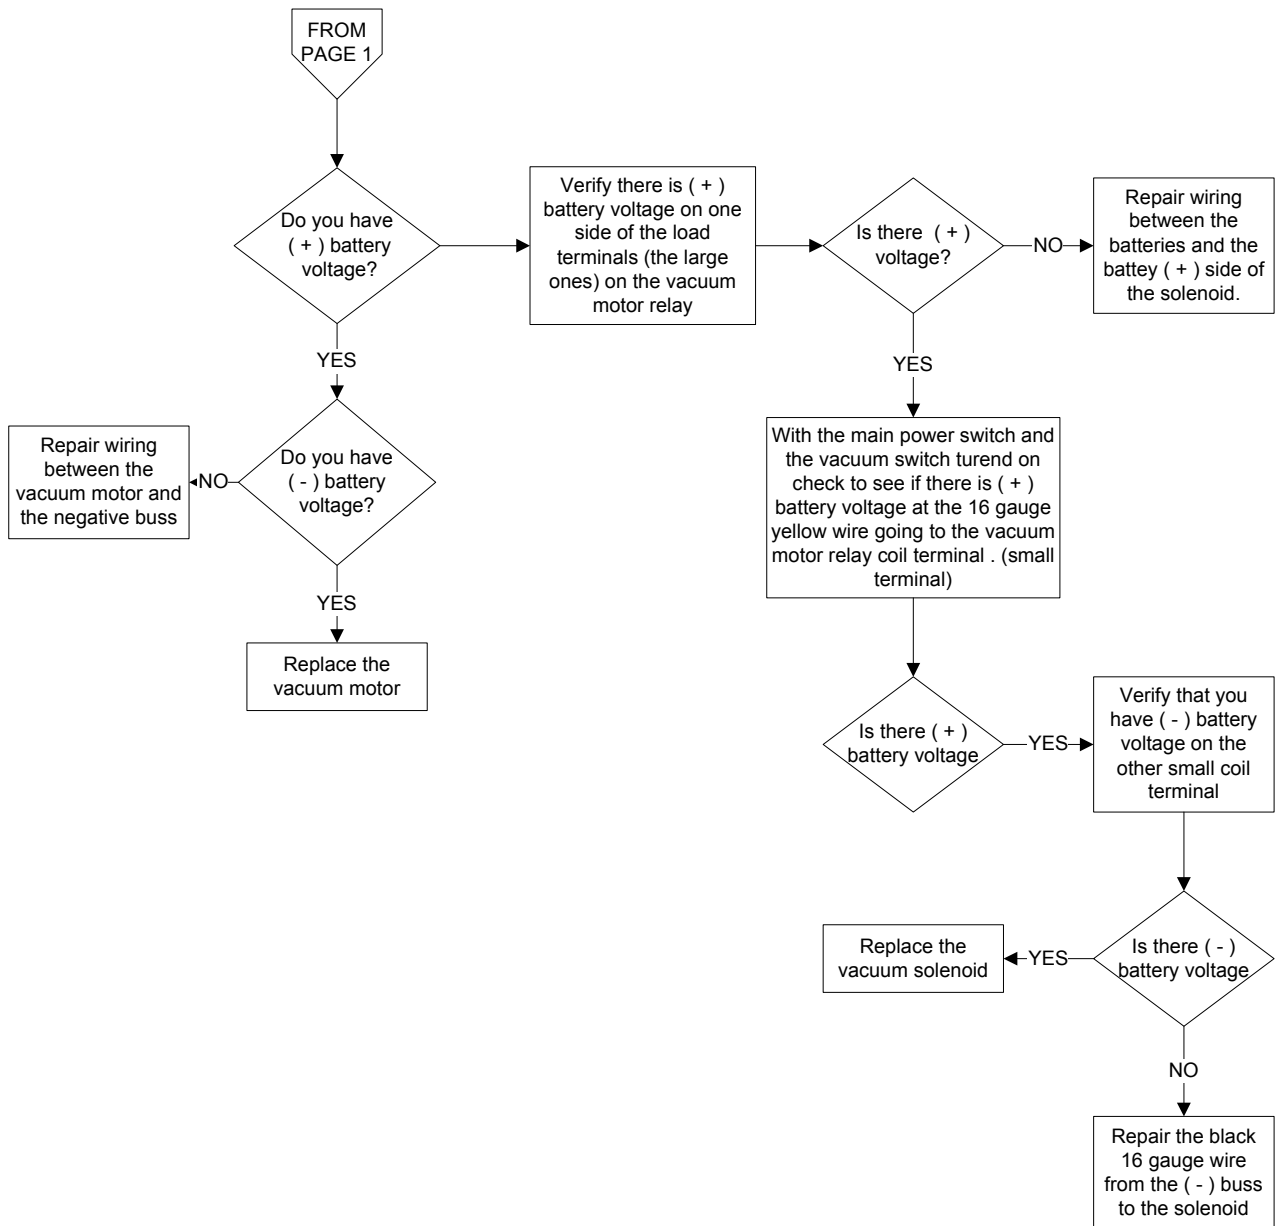 FROM
PAGE 1
Do you have
( + ) battery
voltage?
Verify there is ( + )
battery voltage on one
side of the load
terminals (the large
ones) on the vacuum
motor relay
Is there ( + )
voltage?
NO
Repair wiring
between the
batteries and the
battey ( + ) side of
the solenoid.
YES
YES
Repair wiring
between the
vacuum motor and
the negative buss
NO
Do you have
( - ) battery
voltage?
With the main power switch and
the vacuum switch turend on
check to see if there is ( + )
battery voltage at the 16 gauge
yellow wire going to the vacuum
motor relay coil terminal . (small
terminal)
YES
Replace the
vacuum motor
Is there ( + )
battery voltage
YES
Verify that you
have ( - ) battery
voltage on the
other small coil
terminal
Replace the
vacuum solenoid
YES
Is there ( - )
battery voltage
NO
Repair the black
16 gauge wire
from the ( - ) buss
to the solenoid